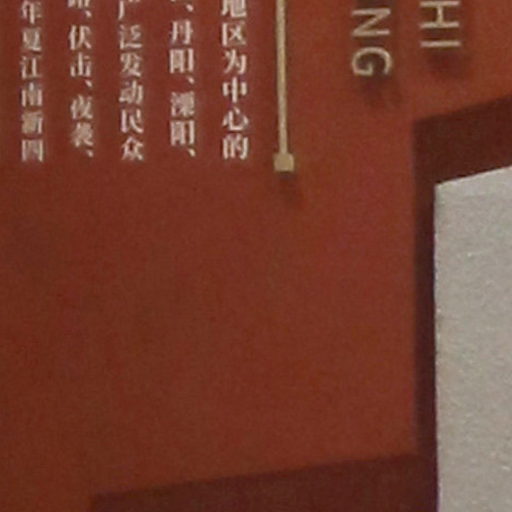 HI
NG
地区为中心的
、丹阳、溧阳、
广泛发动民众
、伏击、夜袭、
年夏江南新四